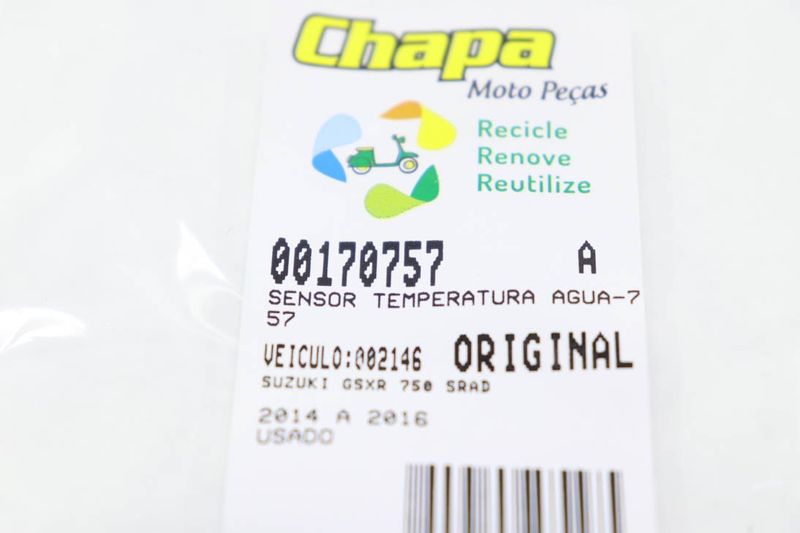 Chapa
Moto Peças
Recicle
Renove
Reutilize
00170757 A
SENSOR TEMPERATURA AGUA-7
57
VEICULO:002146 ORIGINAL
SUZUKI GSXR 750 SRAD
2014 A 2016
USADO